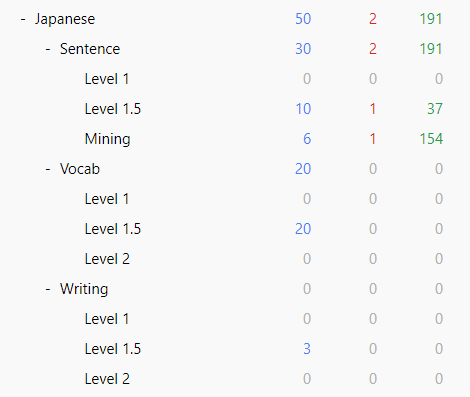 - Japanese 50 2 191
- Sentence 30 2 191
Level 1 0 0 0
Level 1.5 10 1 37
Mining 6 1 154
- Vocab 20 0 0
Level 1 0 0 0
Level 1.5 20 0 0
Level 2 0 0 0
- Writing 0 0 0
Level 1 0 0 0
Level 1.5 3 0 0
Level 2 0 0 0